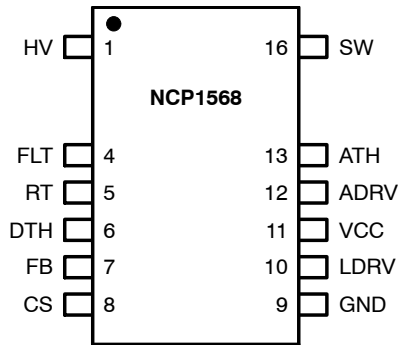 HV 1 16 SW
NCP1568
FLT 4 13 ATH
RT 5 12 ADRV
DTH 6 11 VCC
FB 7 10 LDRV
CS 8 9 GND